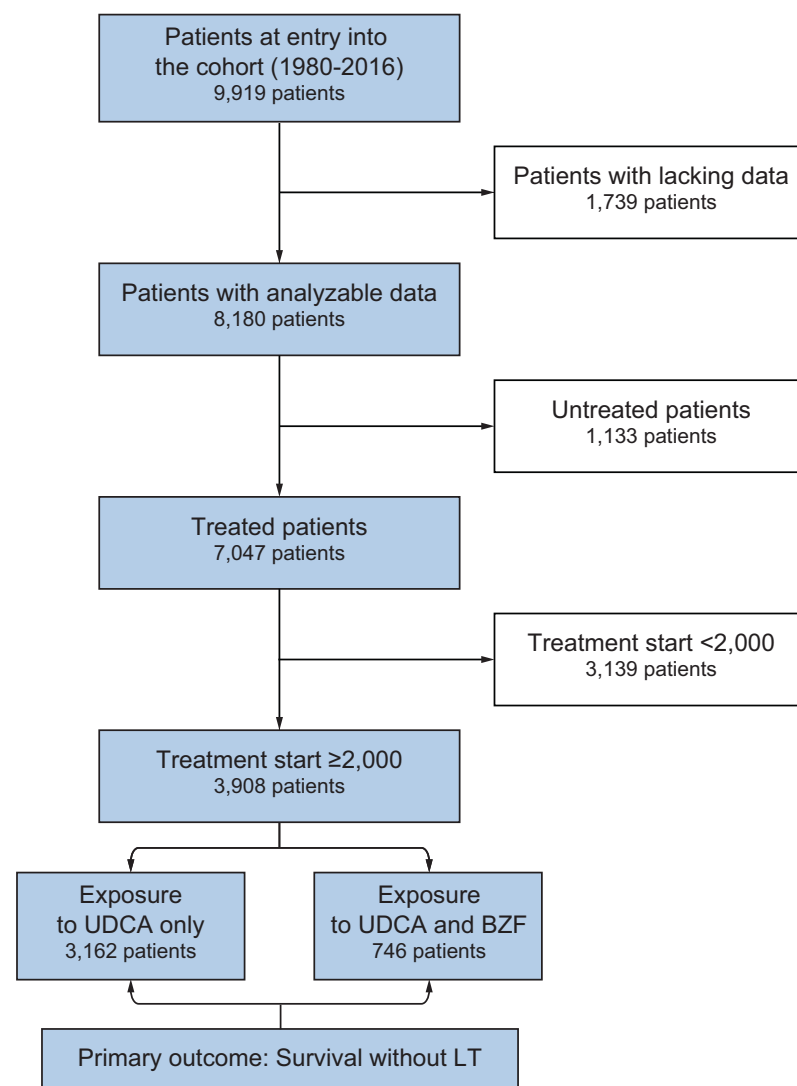 Patients at entry into
the cohort (1980-2016)
9,919 patients
Patients with lacking data
1,739 patients
Patients with analyzable data
8,180 patients
Untreated patients
1,133 patients
Treated patients
7,047 patients
Treatment start <2,000
3,139 patients
Treatment start ≥2,000
3,908 patients
Exposure
to UDCA only
3,162 patients
Exposure
to UDCA and BZF
746 patients
Primary outcome: Survival without LT